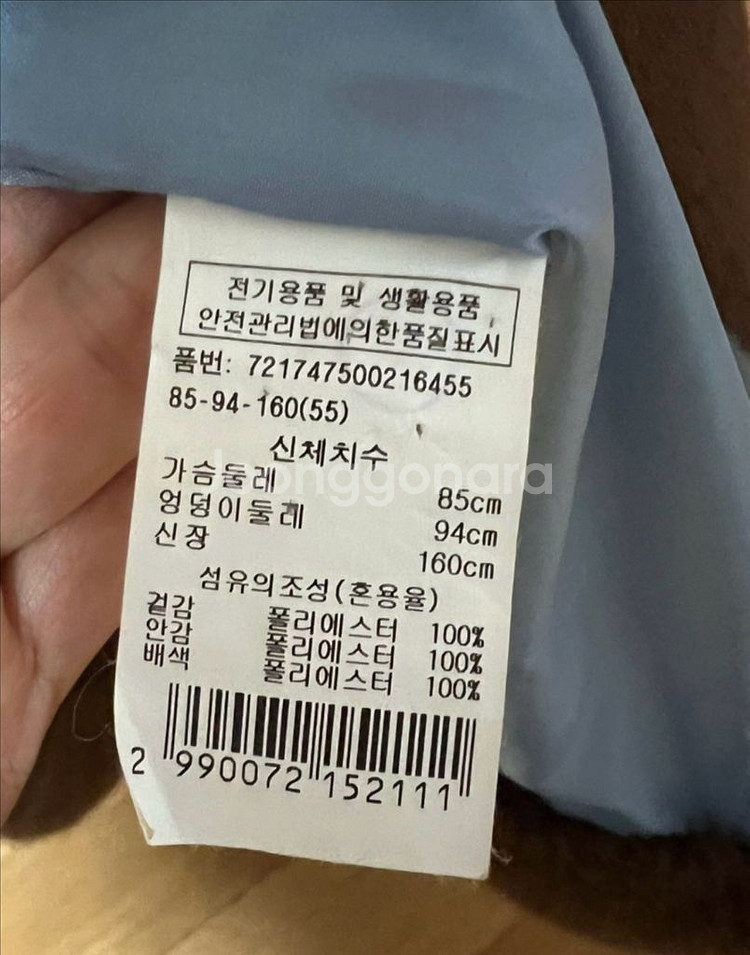 전기용품 및 생활용품
안전관리법에의한품질표시
품번: 721747500216455
85-94-160(55)
신체치수
가슴둘레 85cm
엉덩이둘레 94cm
신장 160cm
섬유의조성(혼용율)
겉감 폴리에스터 100%
안감 폴리에스터 100%
배색 폴리에스터 100%
2 990072 152111
joonggonara